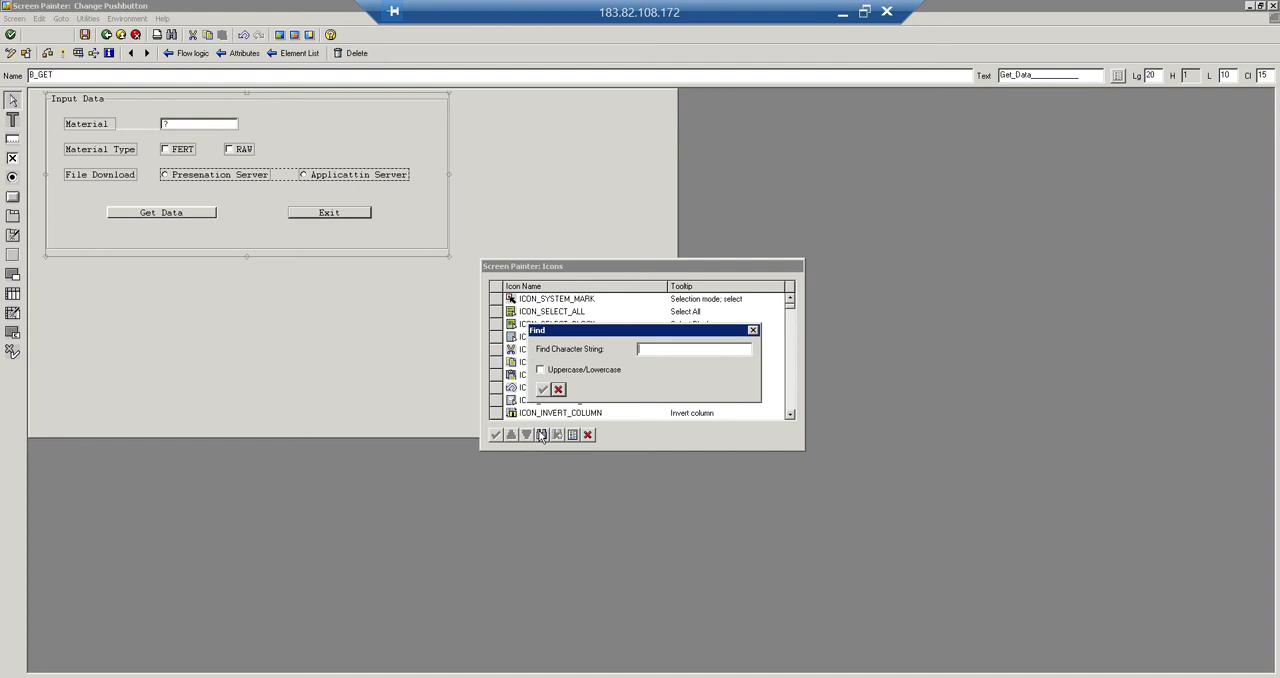 Screen Painter: Change Pushbutton
183.82.108.172
Screen Edit Goto Utilities Environment Help
Flow logic Attributes Element List Delete
Name B_GET Text Get_Data__________ Lg 20 H 1 L 10 Cl 15
Input Data
Material ?
Material Type FERT RAW
File Download Presenation Server Applicattin Server
Get Data Exit
Screen Painter: Icons
Icon Name Tooltip
ICON_SYSTEM_MARK Selection mode; select
ICON_SELECT_ALL Select All
Find
Find Character String:
Uppercase/Lowercase
ICON_INVERT_COLUMN Invert column